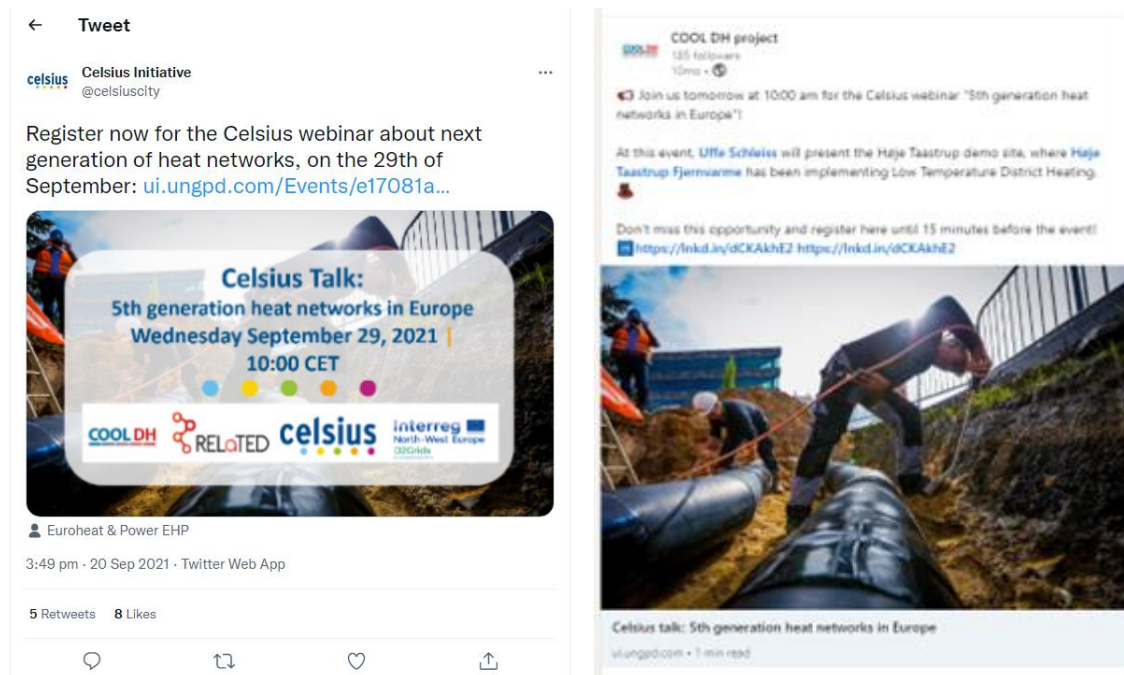 Tweet
Celsius Initiative
@celsiuscity
Register now for the Celsius webinar about next
generation of heat networks, on the 29th of
September: ui.ungpd.com/Events/e17081a...
Celsius Talk:
5th generation heat networks in Europe
Wednesday September 29, 2021 |
10:00 CET
COOL DH
RELaTED
celsius
Interreg
North-West Europe
D2Grids
Euroheat & Power EHP
3:49 pm · 20 Sep 2021 · Twitter Web App
5 Retweets 8 Likes
COOL DH project
185 followers
10mo •
Join us tomorrow at 10:00 am for the Celsius webinar "5th generation heat
networks in Europe"!
At this event, Uffe Schleiss will present the Høje Taastrup demo site, where Høje
Taastrup Fjernvarme has been implementing Low Temperature District Heating.
Don't miss this opportunity and register here until 15 minutes before the event!
https://lnkd.in/dCKAkhE2 https://lnkd.in/dCKAkhE2
Celsius talk: 5th generation heat networks in Europe
ui.ungpd.com • 1 min read